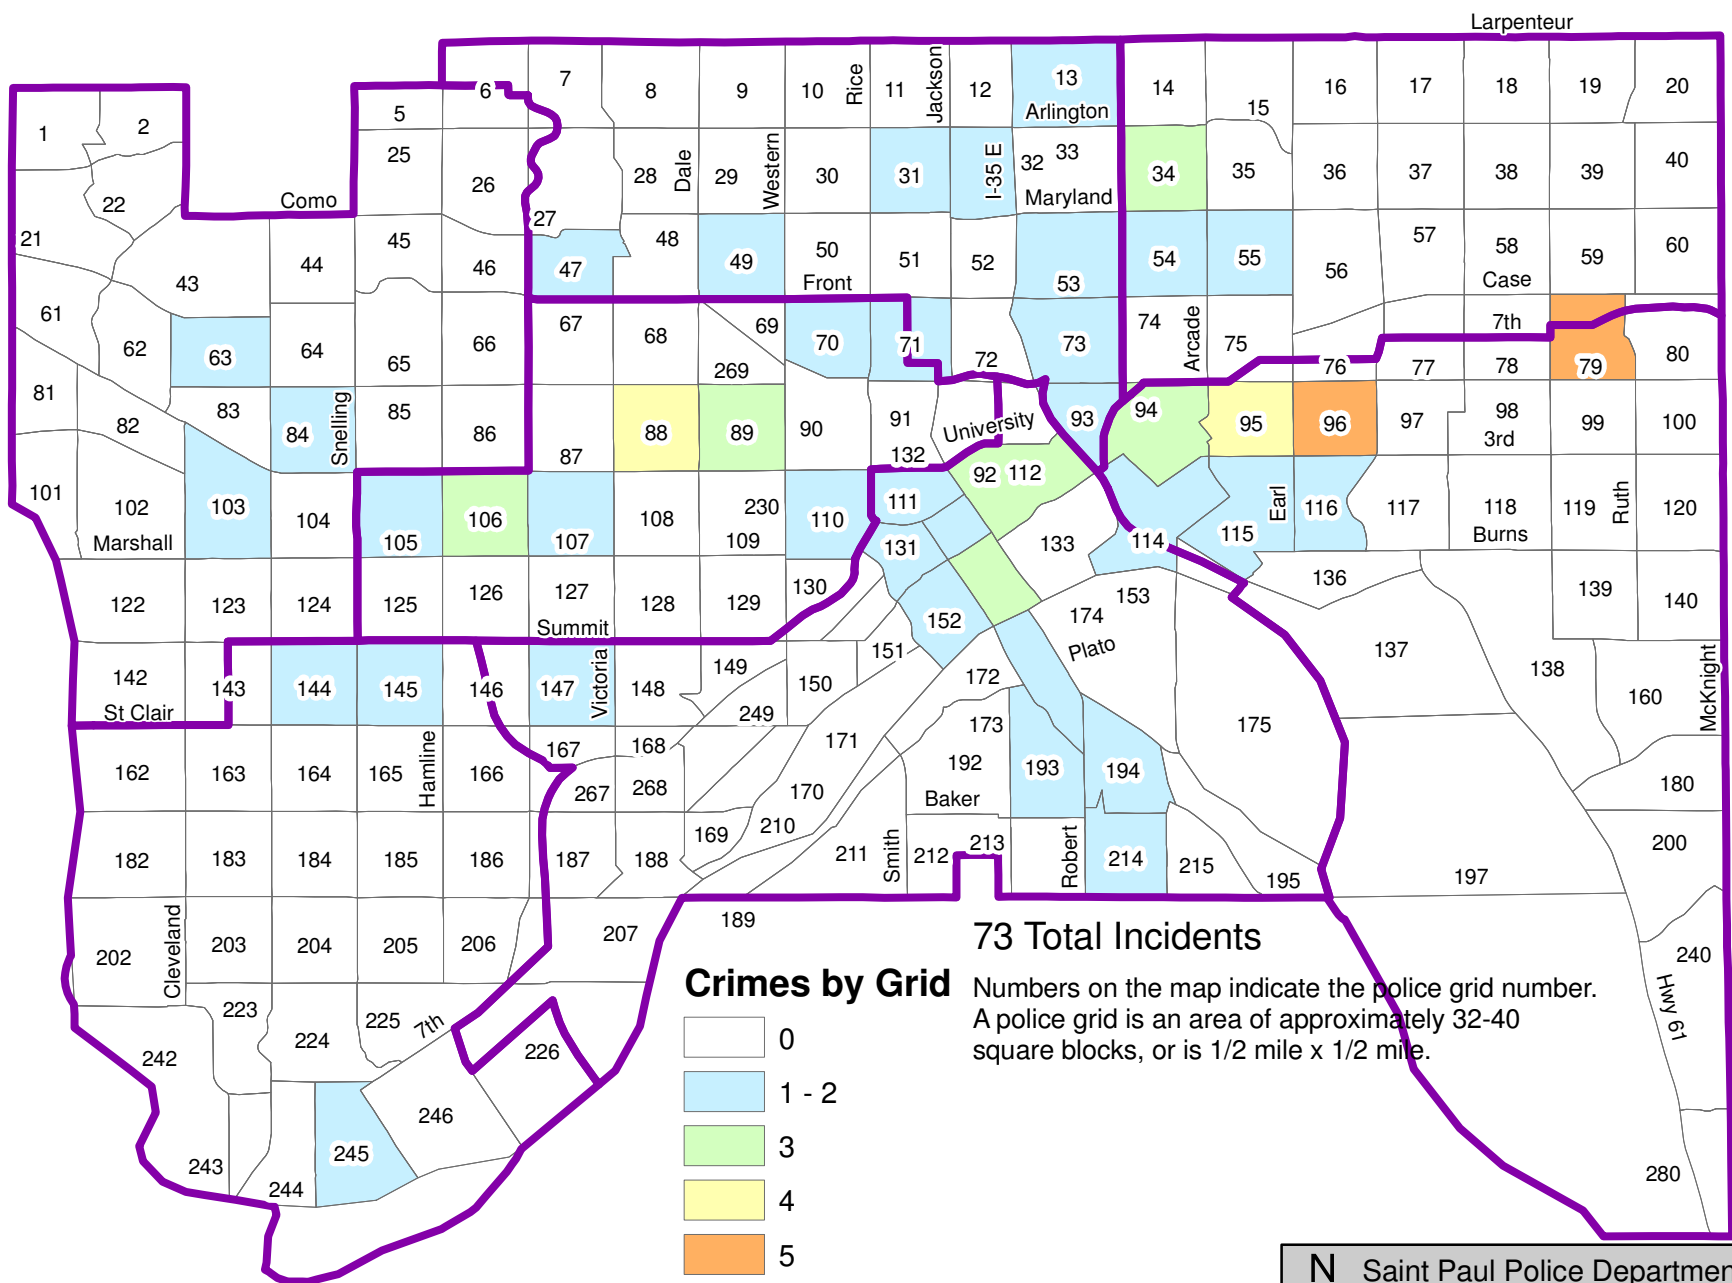 Larpenteur
1 2 5 6 7 8 9 10 Rice 11 Jackson 12 13 14 15 16 17 18 19 20
Arlington
21 22 Como 25 26 27 28 Dale 29 Western 30 31 I-35 E 32 33 34 35 36 37 38 39 40
Maryland
43 44 45 46 47 48 49 50 51 52 53 54 55 56 57 58 59 60
Front
Case
61 62 63 64 65 66 67 68 69 70 71 72 73 74 Arcade 75 76 77 78 79 80
269
7th
81 82 83 84 Snelling 85 86 87 88 89 90 91 University 93 94 95 96 97 98 99 100
3rd
132 92 112
101 102 103 104 105 106 107 108 230 110 111 114 115 Earl 116 117 118 119 Ruth 120
Marshall
109
131 133
Burns
122 123 124 125 126 127 128 129 130 152 174 153 136 139 140
Summit
Plato
142 143 144 145 146 147 Victoria 148 149 150 151 172 137 138 160 McKnight
St Clair
249 173 175
162 163 164 165 Hamline 166 167 168 171 192 193 194 180
267 268 170
Baker
182 183 184 185 186 187 188 169 210 211 Smith 212 213 Robert 214 215 195 197 200
202 Cleveland 203 204 205 206 207 189
240
223 224 225 7th 226
Hwy 61
242 243 244 245 246
280
73 Total Incidents
Numbers on the map indicate the police grid number.
A police grid is an area of approximately 32-40
square blocks, or is 1/2 mile x 1/2 mile.
Crimes by Grid
0
1 - 2
3
4
5
N Saint Paul Police Departmen